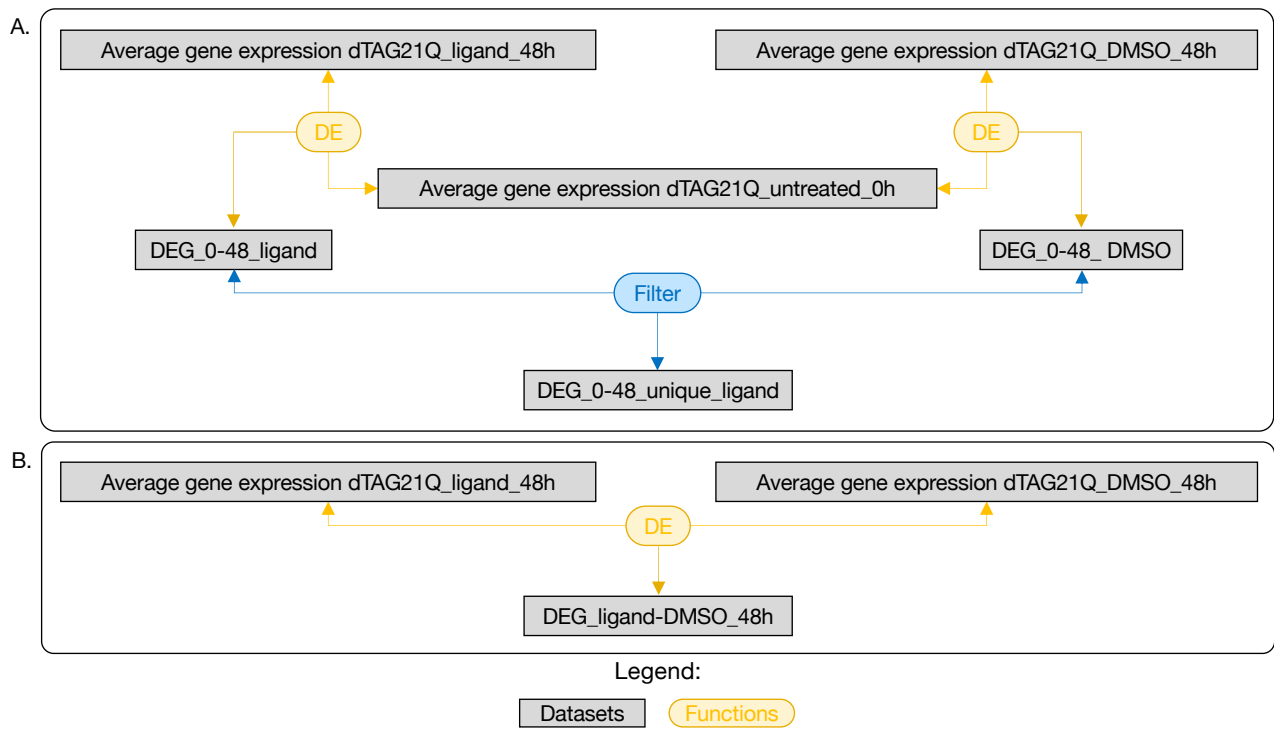 A.
Average gene expression dTAG21Q_ligand_48h
Average gene expression dTAG21Q_DMSO_48h
DE
DE
Average gene expression dTAG21Q_untreated_0h
DEG_0-48_ligand
DEG_0-48_ DMSO
Filter
DEG_0-48_unique_ligand
B.
Average gene expression dTAG21Q_ligand_48h
Average gene expression dTAG21Q_DMSO_48h
DE
DEG_ligand-DMSO_48h
Legend:
Datasets
Functions